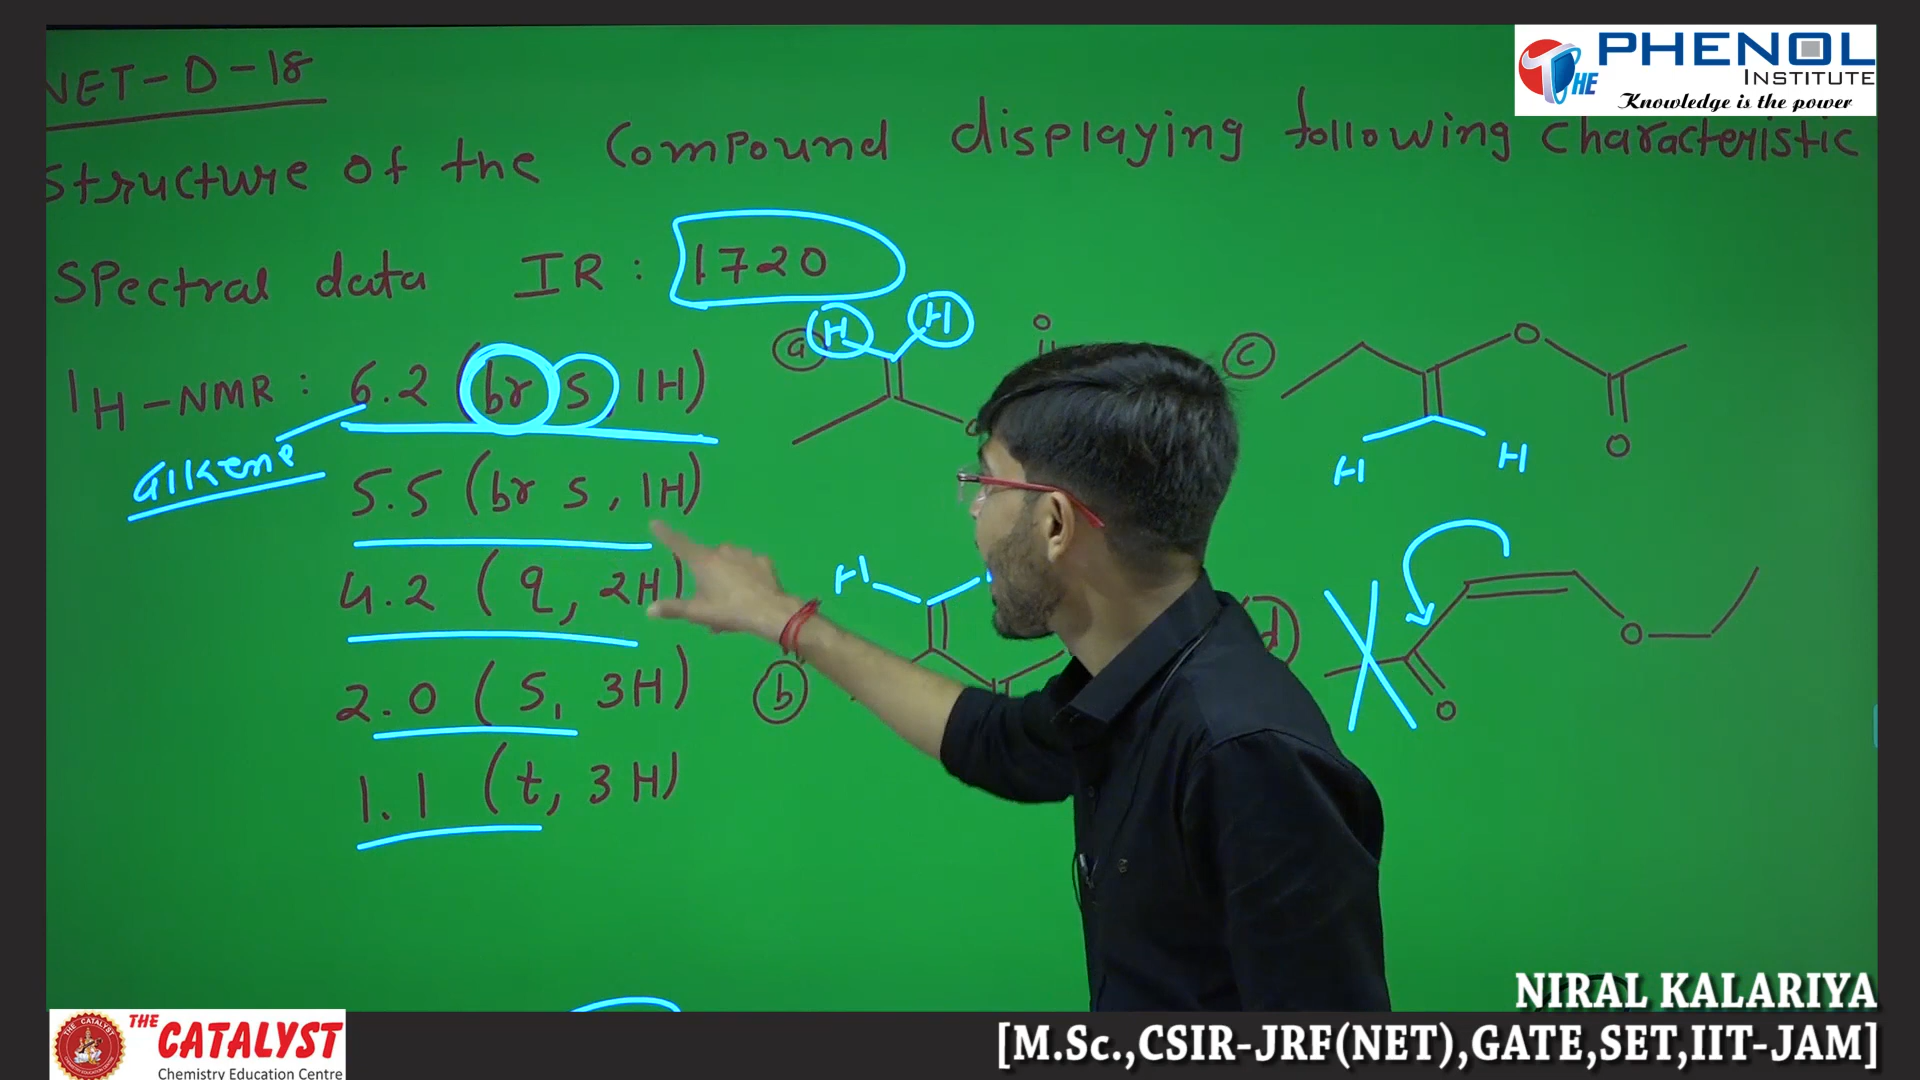 NET-D-18
Structure of the Compound displaying following characteristic
Spectral data IR : 1720
¹H-NMR : 6.2 (br s 1H)
alkene
5.5 (br s, 1H)
4.2 (q, 2H)
2.0 (s, 3H)
1.1 (t, 3H)
a
H H
O
b
H
c
O
O
H H
d)
O
O
THE PHENOL
INSTITUTE
Knowledge is the power
THE CATALYST
Chemistry Education Centre
NIRAL KALARIYA
[M.Sc.,CSIR-JRF(NET),GATE,SET,IIT-JAM]